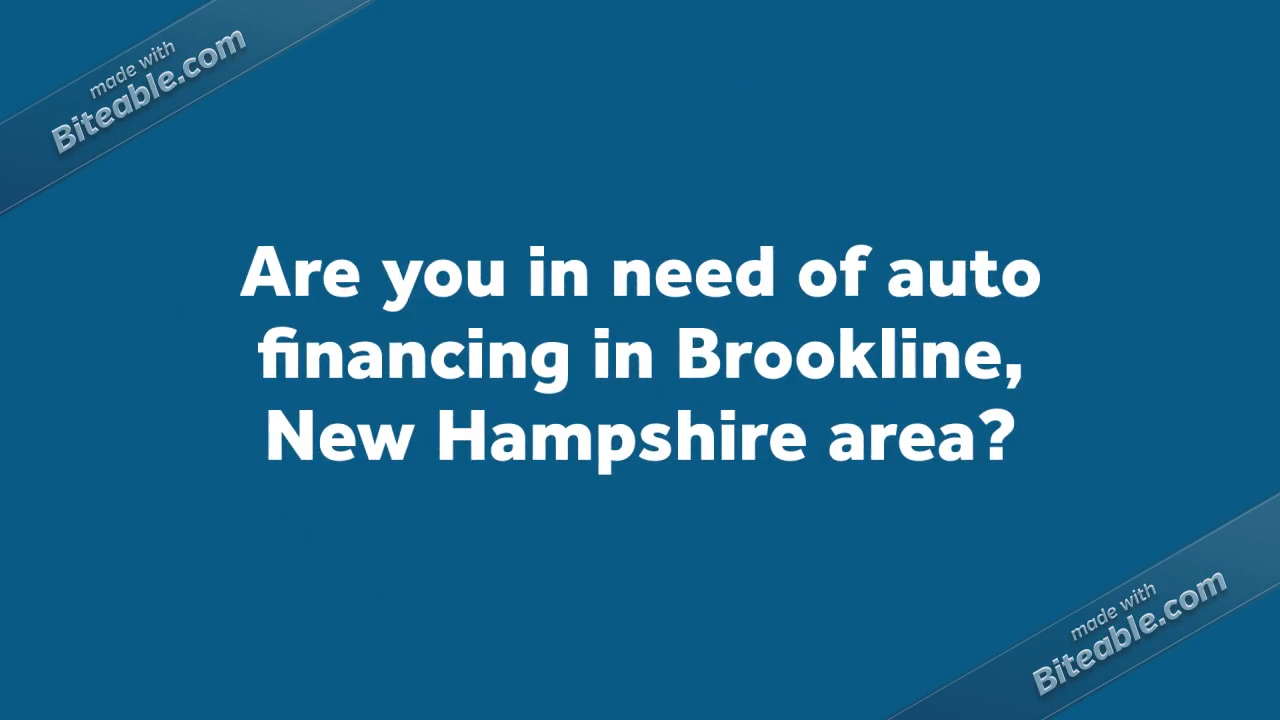 made with
Biteable.com
Are you in need of auto
financing in Brookline,
New Hampshire area?
made with
Biteable.com